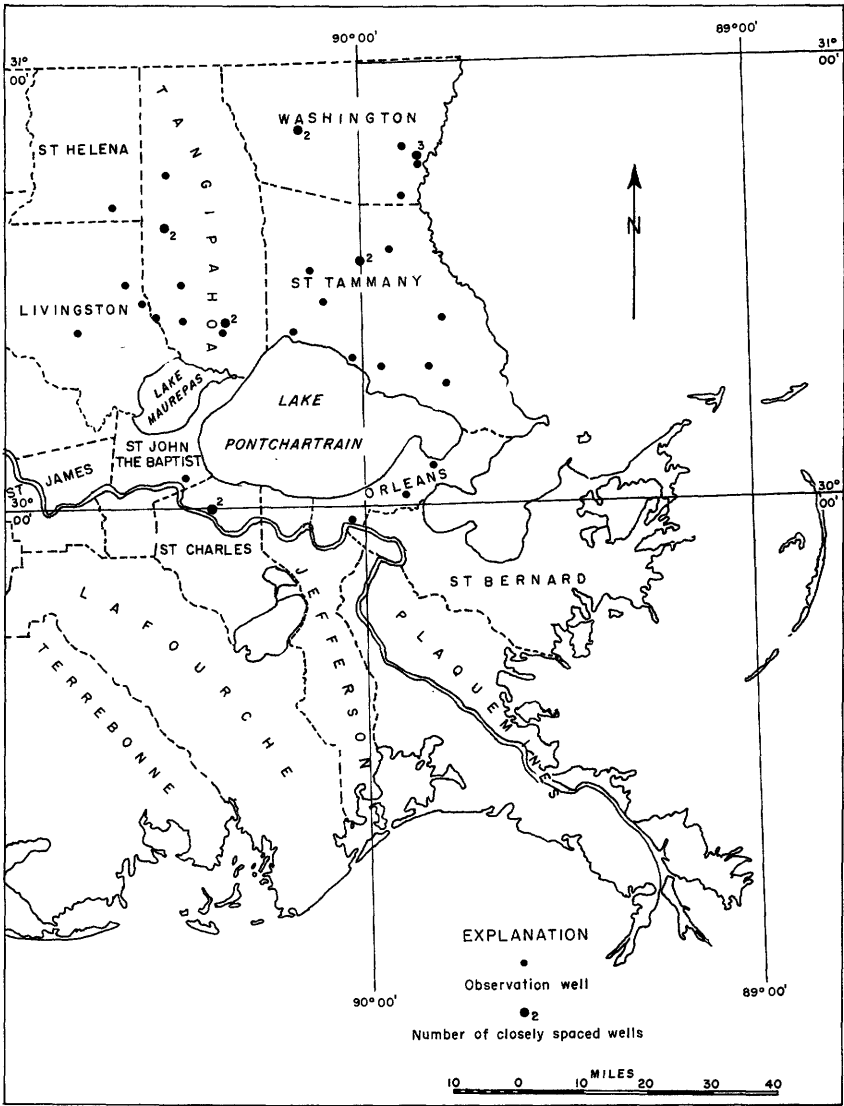 90° 00'
89° 00'
31°
00'
31°
00'
TANGIPAHOA
WASHINGTON
2
3
ST HELENA
2
2
ST TAMMANY
LIVINGSTON
2
LAKE
MAUREPAS
LAKE
PONTCHARTRAIN
ST JOHN
THE BAPTIST
ST JAMES
ORLEANS
30°
00'
30°
00'
2
ST CHARLES
ST BERNARD
JEFFERSON
LAFOURCHE
PLAQUEMINES
TERREBONNE
N
EXPLANATION
Observation well
2
Number of closely spaced wells
90° 00'
89° 00'
MILES
10 0 10 20 30 40